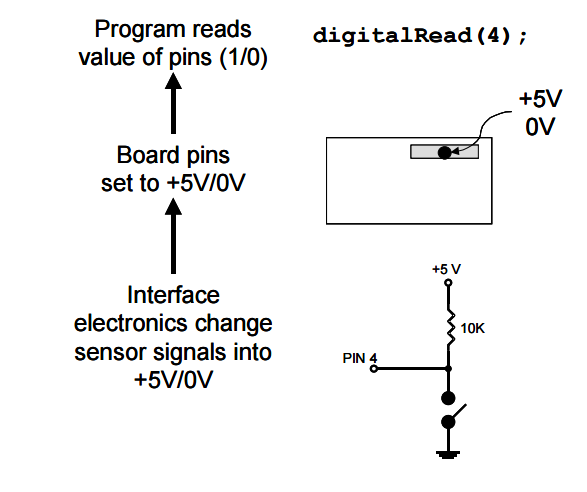 Program reads
value of pins (1/0)
digitalRead(4);
+5V
0V
Board pins
set to +5V/0V
Interface
electronics change
sensor signals into
+5V/0V
+5 V
10K
PIN 4